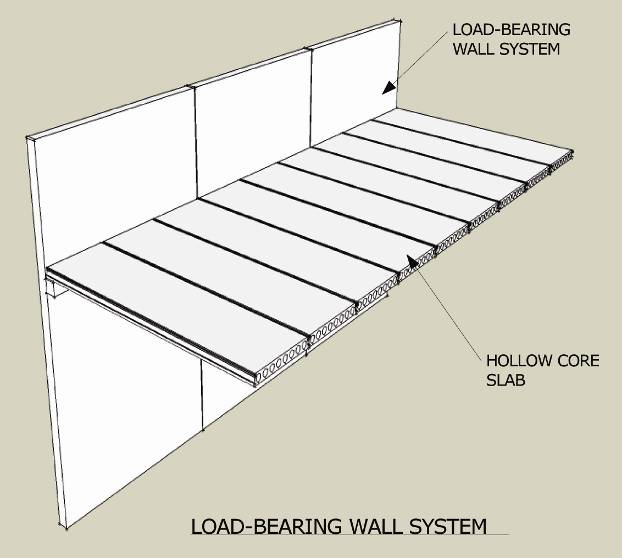 LOAD-BEARING
WALL SYSTEM
HOLLOW CORE
SLAB
LOAD-BEARING WALL SYSTEM